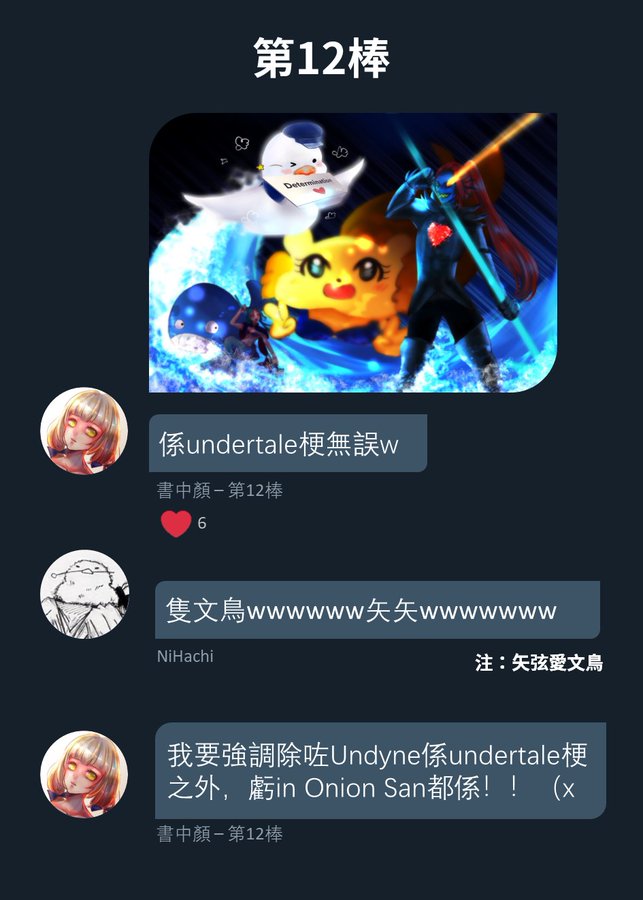 第12棒
Determination
係undertale梗無誤w
書中顏 – 第12棒
6
隻文鳥wwwwww矢矢wwwwwww
NiHachi
注：矢弦愛文鳥
我要強調除咗Undyne係undertale梗
之外，虧in Onion San都係！！（x
書中顏 – 第12棒